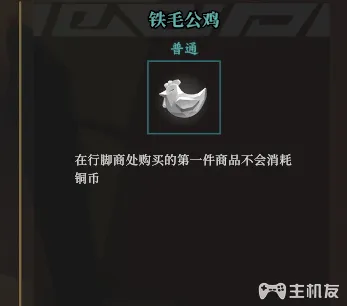 铁毛公鸡
普通
在行脚商处购买的第一件商品不会消耗
铜币
主机友